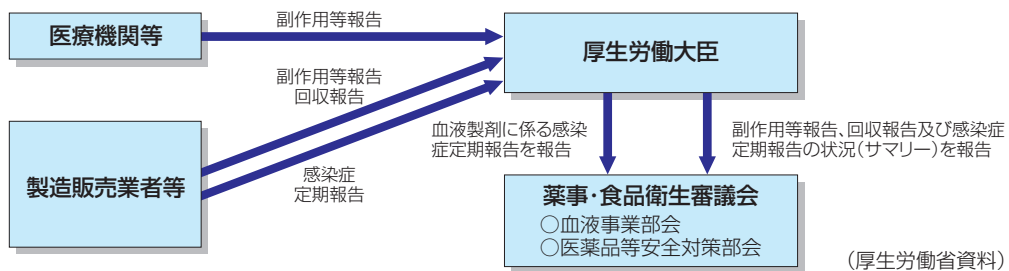 医療機関等
副作用等報告
厚生労働大臣
副作用等報告
回収報告
製造販売業者等
感染症
定期報告
血液製剤に係る感染
症定期報告を報告
副作用等報告、回収報告及び感染症
定期報告の状況（サマリー）を報告
薬事・食品衛生審議会
○血液事業部会
○医薬品等安全対策部会
（厚生労働省資料）